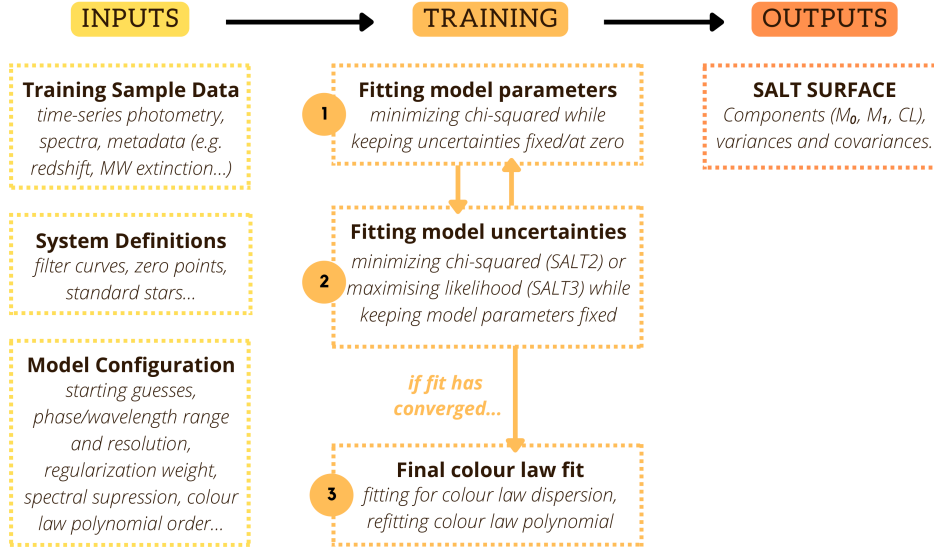 INPUTS
TRAINING
OUTPUTS
Training Sample Data
time-series photometry,
spectra, metadata (e.g.
redshift, MW extinction...)
System Definitions
filter curves, zero points,
standard stars...
Model Configuration
starting guesses,
phase/wavelength range
and resolution,
regularization weight,
spectral supression, colour
law polynomial order...
1
Fitting model parameters
minimizing chi-squared while
keeping uncertainties fixed/at zero
2
Fitting model uncertainties
minimizing chi-squared (SALT2) or
maximising likelihood (SALT3) while
keeping model parameters fixed
if fit has
converged...
3
Final colour law fit
fitting for colour law dispersion,
refitting colour law polynomial
SALT SURFACE
Components (M₀, M₁, CL),
variances and covariances.